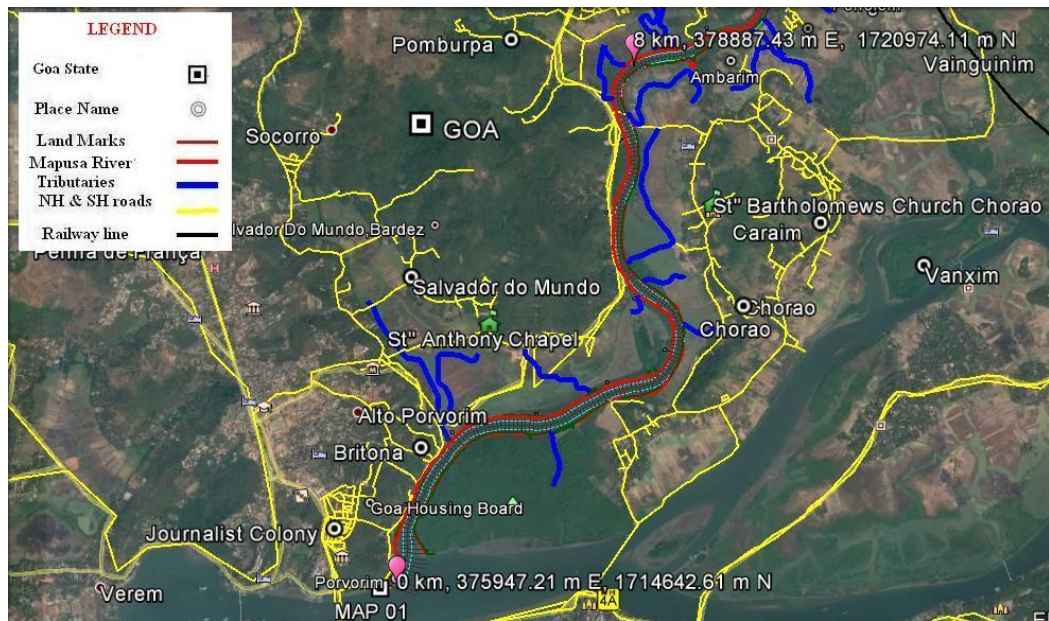 LEGEND
Goa State
Place Name
Land Marks
Mapusa River
Tributaries
NH & SH roads
Railway line
Pomburpa
8 km, 378887.43 m E, 1720974.11 m N
Vainguinim
Ambarim
GOA
Socorro
St" Bartholomews Church Chorao
Caraim
lvador Do Mundo,Bardez
Penha de França
Vanxim
Salvador do Mundo
Chorao
Chorao
St" Anthony Chapel
Alto Porvorim
Britona
Goa Housing Board
Journalist Colony
Porvorim
0 km, 375947.21 m E, 1714642.61 m N
Verem
MAP 01
4A